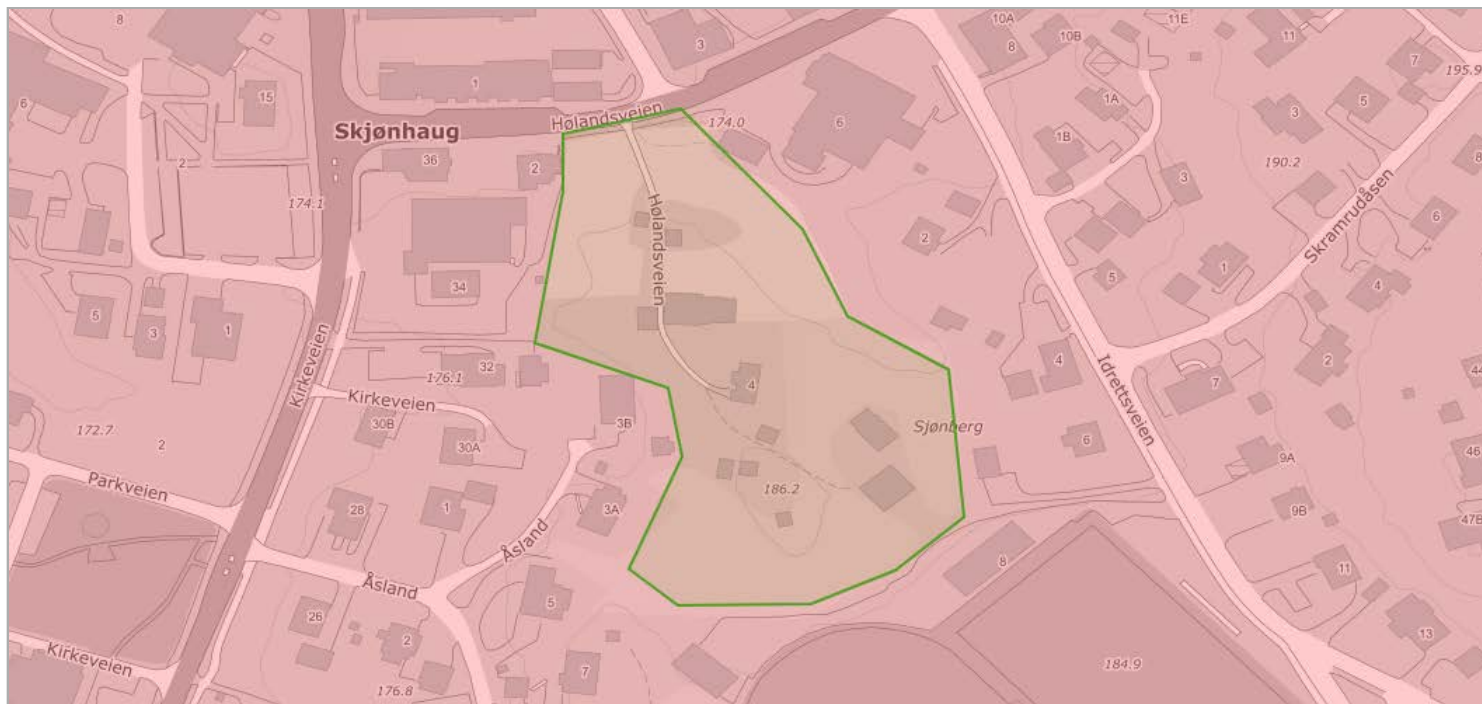 8
3
10A
8
10B
11E
11
7
195.9
6
15
1
1A
3
5
Hølandsveien
Skjønhaug
174.0
6
1B
190.2
8
2
36
2
3
174.1
Hølandsveien
2
Skramrudåsen
6
34
5
1
4
5
3
1
Kirkeveien
32
176.1
4
4
2
7
44
Idrettsveien
172.7
2
30B
Kirkeveien
3B
Sjønberg
6
30A
9A
46
Parkveien
186.2
28
1
3A
9B
47B
Åsland
8
11
Åsland
26
5
2
13
Kirkeveien
7
184.9
176.8